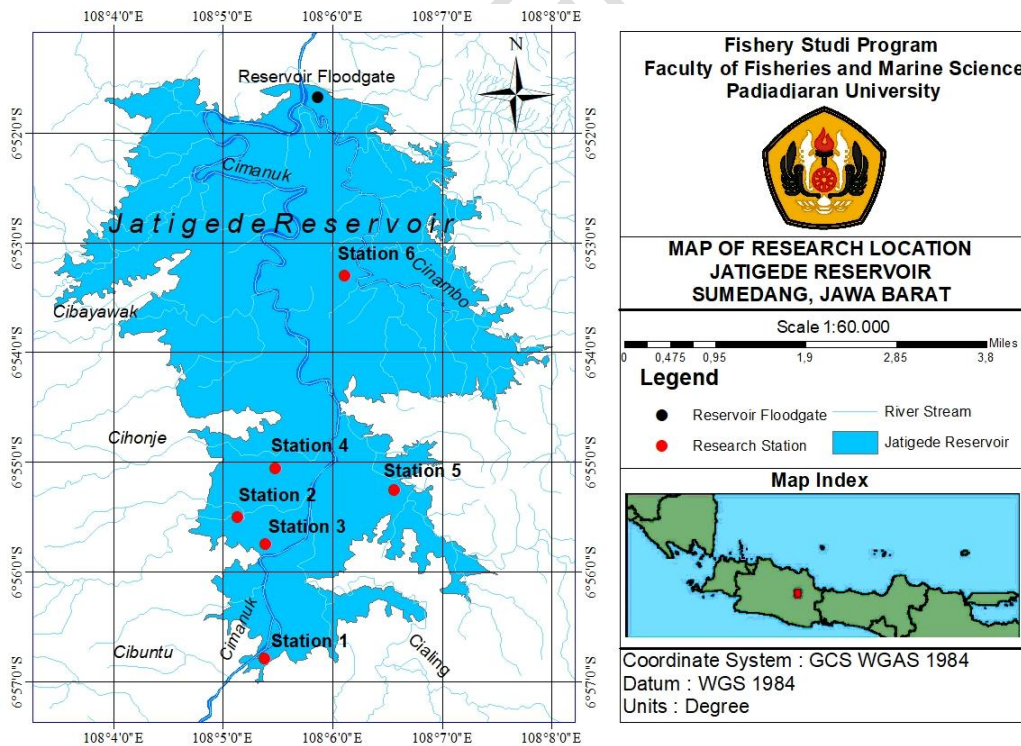 108°4'0"E 108°5'0"E 108°6'0"E 108°7'0"E 108°8'0"E
N
Reservoir Floodgate
6°52'0"S 6°52'0"S
Cimanuk
Jatigede Reservoir
6°53'0"S 6°53'0"S
Station 6
Cinambo
Cibayawak
6°54'0"S 6°54'0"S
Cihonje
Station 4
6°55'0"S 6°55'0"S
Station 5
Station 2
Station 3
6°56'0"S 6°56'0"S
Cimanuk
Station 1
Cibuntu
Cialing
6°57'0"S 6°57'0"S
108°4'0"E 108°5'0"E 108°6'0"E 108°7'0"E 108°8'0"E
Fishery Studi Program
Faculty of Fisheries and Marine Science
Padjadjaran University
MAP OF RESEARCH LOCATION
JATIGEDE RESERVOIR
SUMEDANG, JAWA BARAT
Scale 1:60.000
Miles
0 0,475 0,95 1,9 2,85 3,8
Legend
Reservoir Floodgate
River Stream
Research Station
Jatigede Reservoir
Map Index
Coordinate System : GCS WGAS 1984
Datum : WGS 1984
Units : Degree